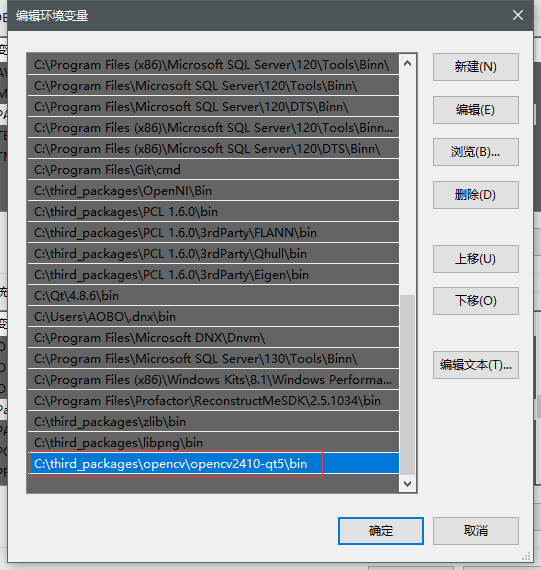 编辑环境变量
C:\Program Files (x86)\Microsoft SQL Server\120\Tools\Binn\
C:\Program Files\Microsoft SQL Server\120\Tools\Binn\
C:\Program Files\Microsoft SQL Server\120\DTS\Binn\
C:\Program Files (x86)\Microsoft SQL Server\120\Tools\Binn...
C:\Program Files (x86)\Microsoft SQL Server\120\DTS\Binn\
C:\Program Files\Git\cmd
C:\third_packages\OpenNI\Bin
C:\third_packages\PCL 1.6.0\bin
C:\third_packages\PCL 1.6.0\3rdParty\FLANN\bin
C:\third_packages\PCL 1.6.0\3rdParty\Qhull\bin
C:\third_packages\PCL 1.6.0\3rdParty\Eigen\bin
C:\Qt\4.8.6\bin
C:\Users\AOBO\.dnx\bin
C:\Program Files\Microsoft DNX\Dnvm\
C:\Program Files\Microsoft SQL Server\130\Tools\Binn\
C:\Program Files (x86)\Windows Kits\8.1\Windows Performa...
C:\Program Files\Profactor\ReconstructMeSDK\2.5.1034\bin
C:\third_packages\zlib\bin
C:\third_packages\libpng\bin
C:\third_packages\opencv\opencv2410-qt5\bin
新建(N)
编辑(E)
浏览(B)...
删除(D)
上移(U)
下移(O)
编辑文本(T)...
确定
取消